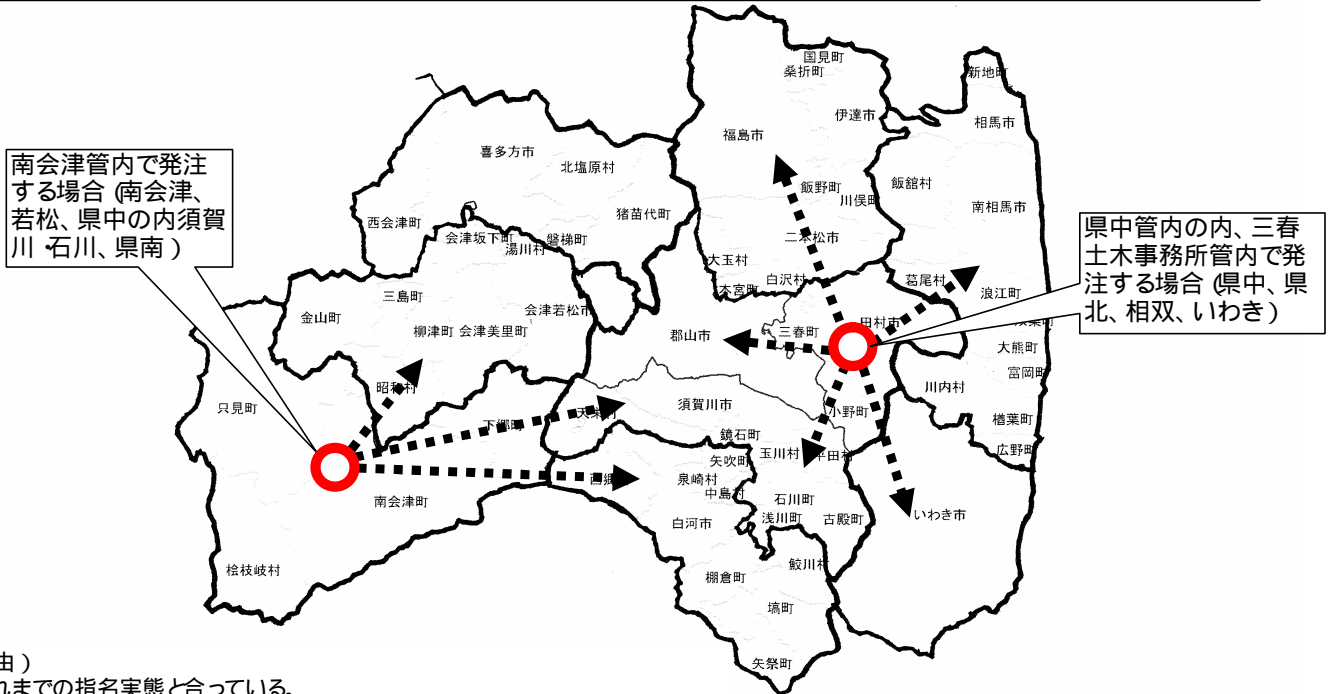 国見町
桑折町
新地町
伊達市
相馬市
福島市
南会津管内で発注
する場合(南会津、
若松、県中の内須賀
川・石川、県南)
喜多方市
北塩原村
飯舘村
飯野町
川俣町
南相馬市
猪苗代町
西会津町
会津坂下町
磐梯町
湯川村
二本松市
県中管内の内、三春
土木事務所管内で発
注する場合(県中、県
北、相双、いわき)
大玉村
白沢村
本宮町
葛尾村
浪江町
三島町
金山町
会津若松市
柳津町
会津美里町
郡山市
三春町
田村市
大熊町
富岡町
川内村
昭和村
只見町
須賀川市
小野町
楢葉町
下郷町
鏡石町
玉川村
平田村
広野町
矢吹町
西郷
泉崎村
中島村
南会津町
石川町
浅川町
古殿町
いわき市
白河市
桧枝岐村
鮫川村
棚倉町
塙町
矢祭町
由)
れまでの指名実態と合っている。